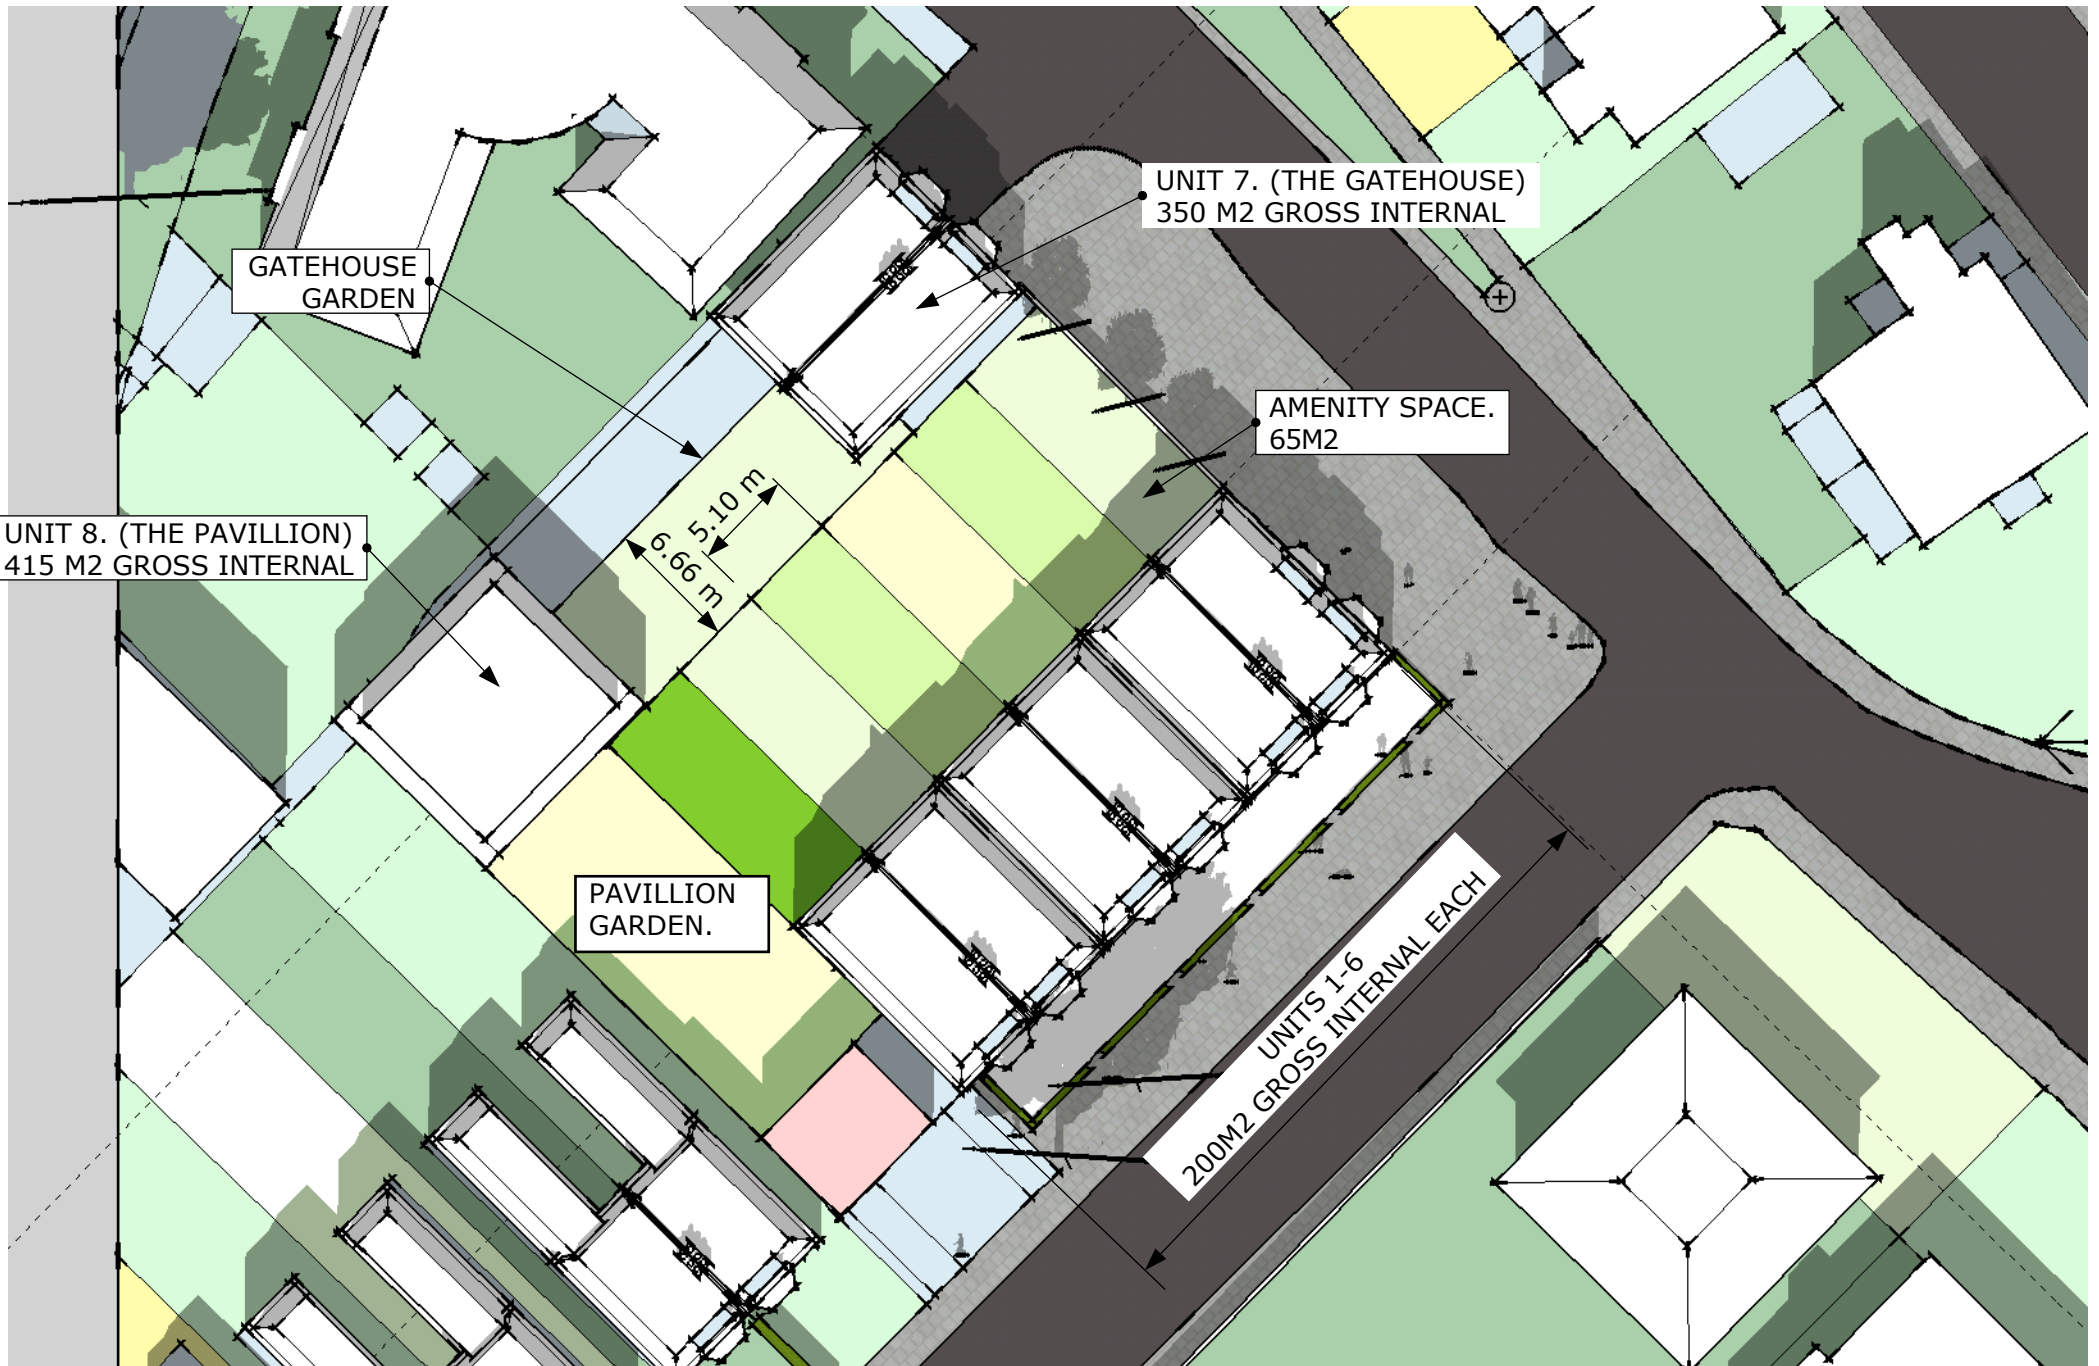 UNIT 7. (THE GATEHOUSE)
350 M2 GROSS INTERNAL
GATEHOUSE
GARDEN
AMENITY SPACE.
65M2
5.10 m
6.66 m
UNIT 8. (THE PAVILLION)
415 M2 GROSS INTERNAL
PAVILLION
GARDEN.
UNITS 1-6
200M2 GROSS INTERNAL EACH